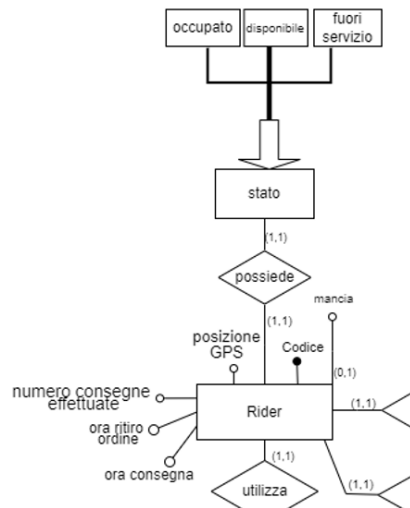 occupato
disponibile
fuori
servizio
stato
(1,1)
possiede
mancia
(1,1)
posizione
GPS
Codice
(0,1)
numero consegne
effettuate
Rider
(1,1)
ora ritiro
ordine
(1,1)
ora consegna
utilizza
(1,1)